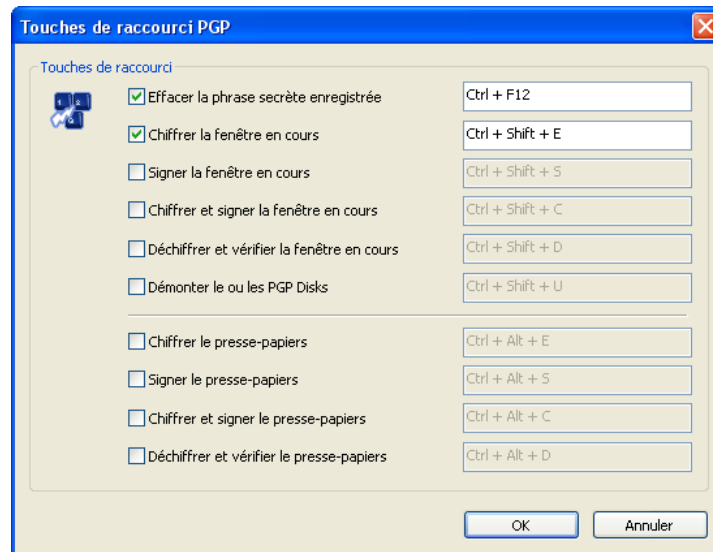 Touches de raccourci PGP
Touches de raccourci
Effacer la phrase secrète enregistrée Ctrl + F12
Chiffrer la fenêtre en cours Ctrl + Shift + E
Signer la fenêtre en cours Ctrl + Shift + S
Chiffrer et signer la fenêtre en cours Ctrl + Shift + C
Déchiffrer et vérifier la fenêtre en cours Ctrl + Shift + D
Démonter le ou les PGP Disks Ctrl + Shift + U
Chiffrer le presse-papiers Ctrl + Alt + E
Signer le presse-papiers Ctrl + Alt + S
Chiffrer et signer le presse-papiers Ctrl + Alt + C
Déchiffrer et vérifier le presse-papiers Ctrl + Alt + D
OK Annuler